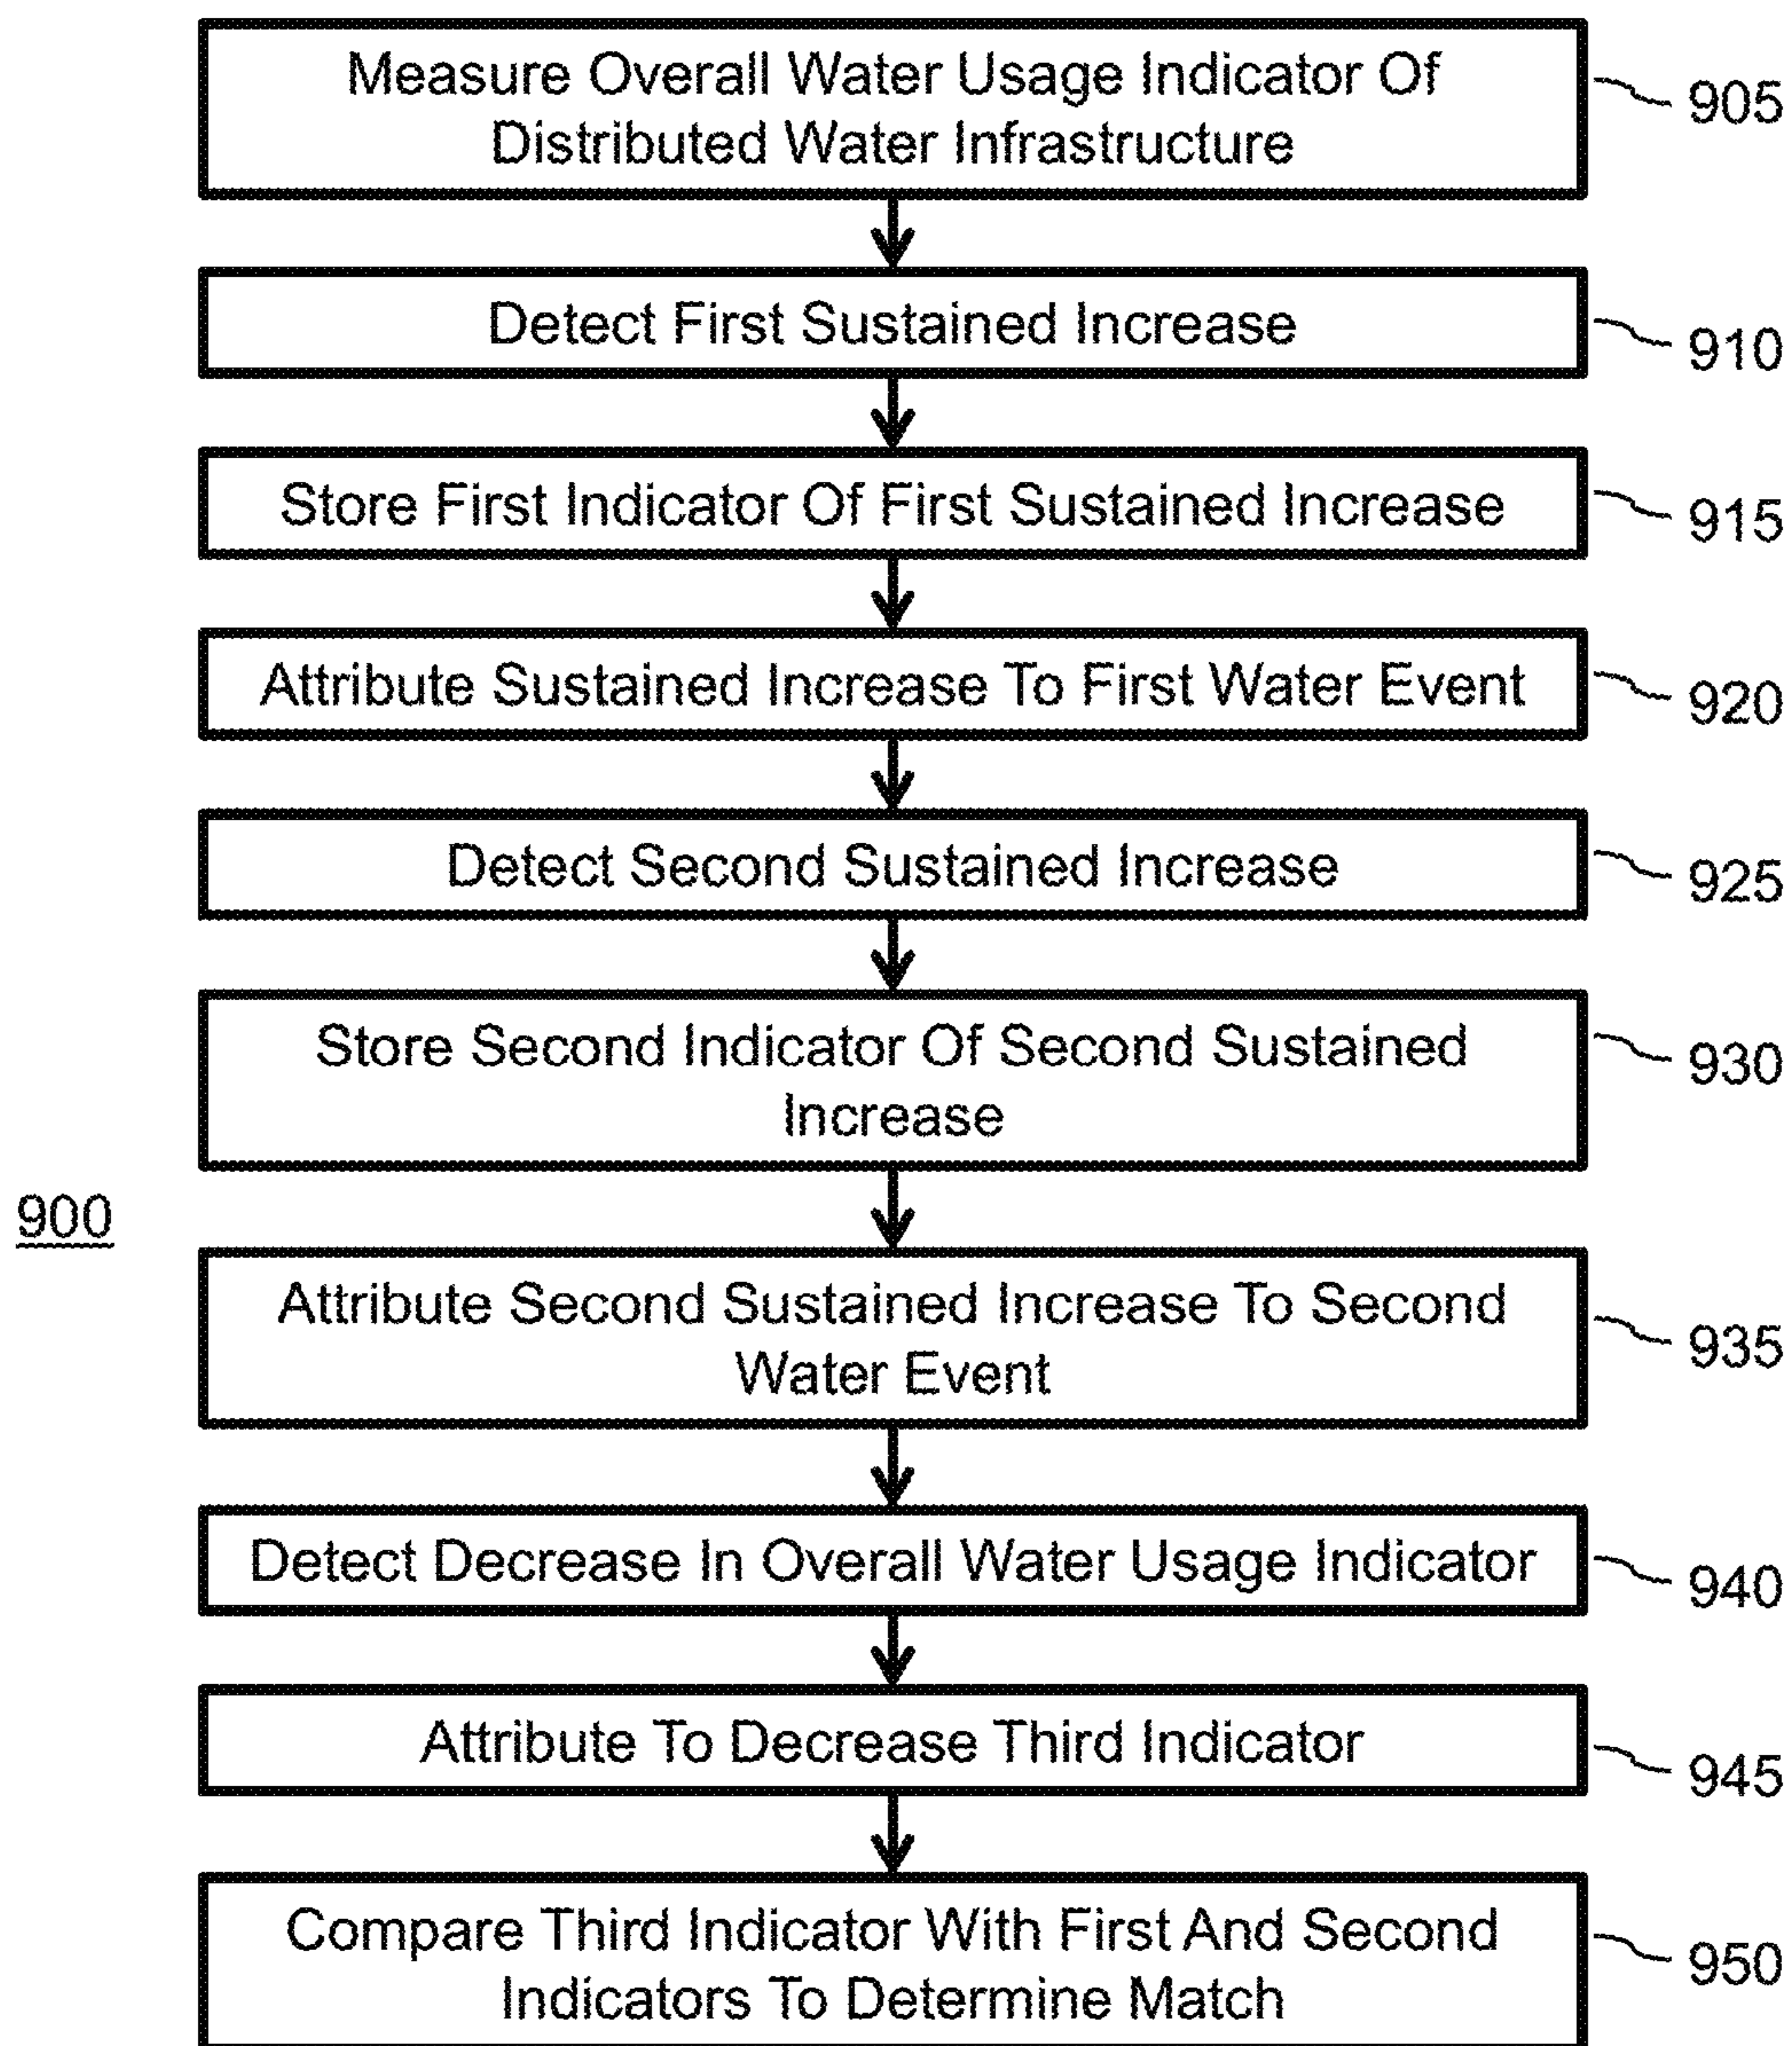 Measure Overall Water Usage Indicator Of
Distributed Water Infrastructure
905
Detect First Sustained Increase
910
Store First Indicator Of First Sustained Increase
915
Attribute Sustained Increase To First Water Event
920
Detect Second Sustained Increase
925
Store Second Indicator Of Second Sustained
Increase
930
900
Attribute Second Sustained Increase To Second
Water Event
935
Detect Decrease In Overall Water Usage Indicator
940
Attribute To Decrease Third Indicator
945
Compare Third Indicator With First And Second
Indicators To Determine Match
950